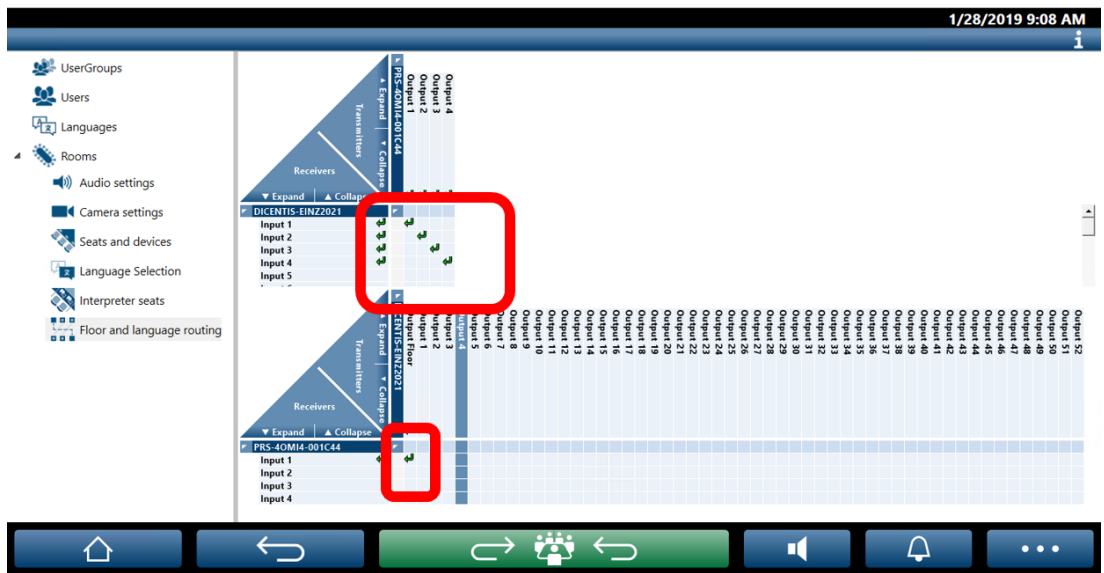 1/28/2019 9:08 AM
i
UserGroups
Users
Languages
Rooms
Audio settings
Camera settings
Seats and devices
Language Selection
Interpreter seats
Floor and language routing
PRS-4OMI4-001C44
Output 1
Output 2
Output 3
Output 4
▲ Expand
▼ Collapse
Transmitters
Receivers
▼ Expand
▲ Collapse
DICENTIS-EINZ2021
Input 1
Input 2
Input 3
Input 4
Input 5
Output Floor
Output 1
Output 2
Output 3
Output 4
Output 5
Output 6
Output 7
Output 8
Output 9
Output 10
Output 11
Output 12
Output 13
Output 14
Output 15
Output 16
Output 17
Output 18
Output 19
Output 20
Output 21
Output 22
Output 23
Output 24
Output 25
Output 26
Output 27
Output 28
Output 29
Output 30
Output 31
Output 32
Output 33
Output 34
Output 35
Output 36
Output 37
Output 38
Output 39
Output 40
Output 41
Output 42
Output 43
Output 44
Output 45
Output 46
Output 47
Output 48
Output 49
Output 50
Output 51
Output 52
Expand
▼ Collapse
Transmitters
Receivers
▼ Expand
▲ Collapse
PRS-4OMI4-001C44
Input 1
Input 2
Input 3
Input 4